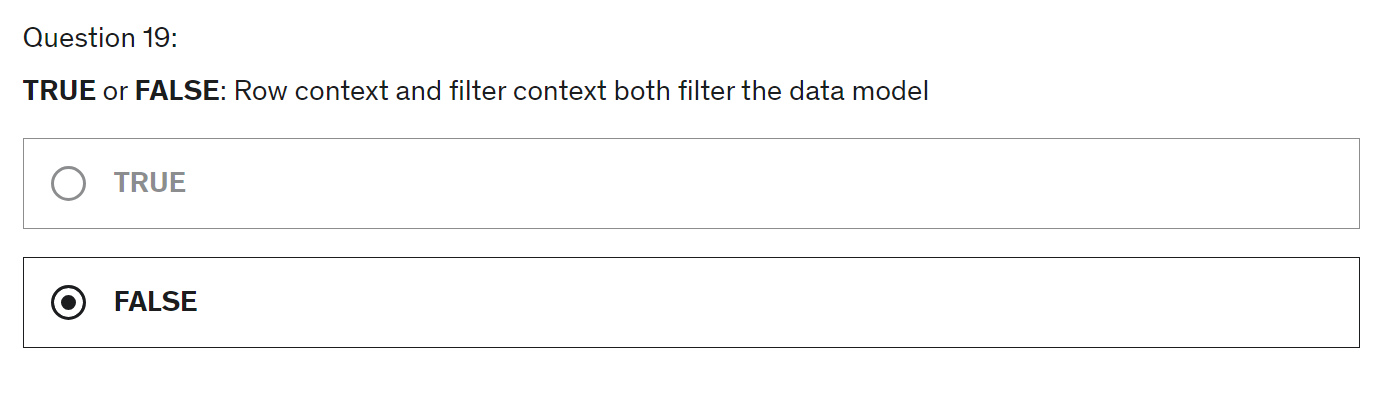 Question 19:
TRUE or FALSE: Row context and filter context both filter the data model
TRUE
FALSE